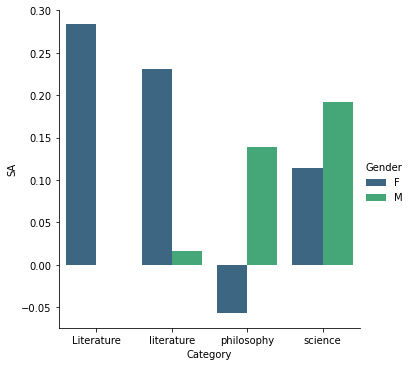 0.30
0.25
0.20
0.15
0.10
0.05
0.00
−0.05
SA
Literature
literature
philosophy
science
Category
Gender
F
M